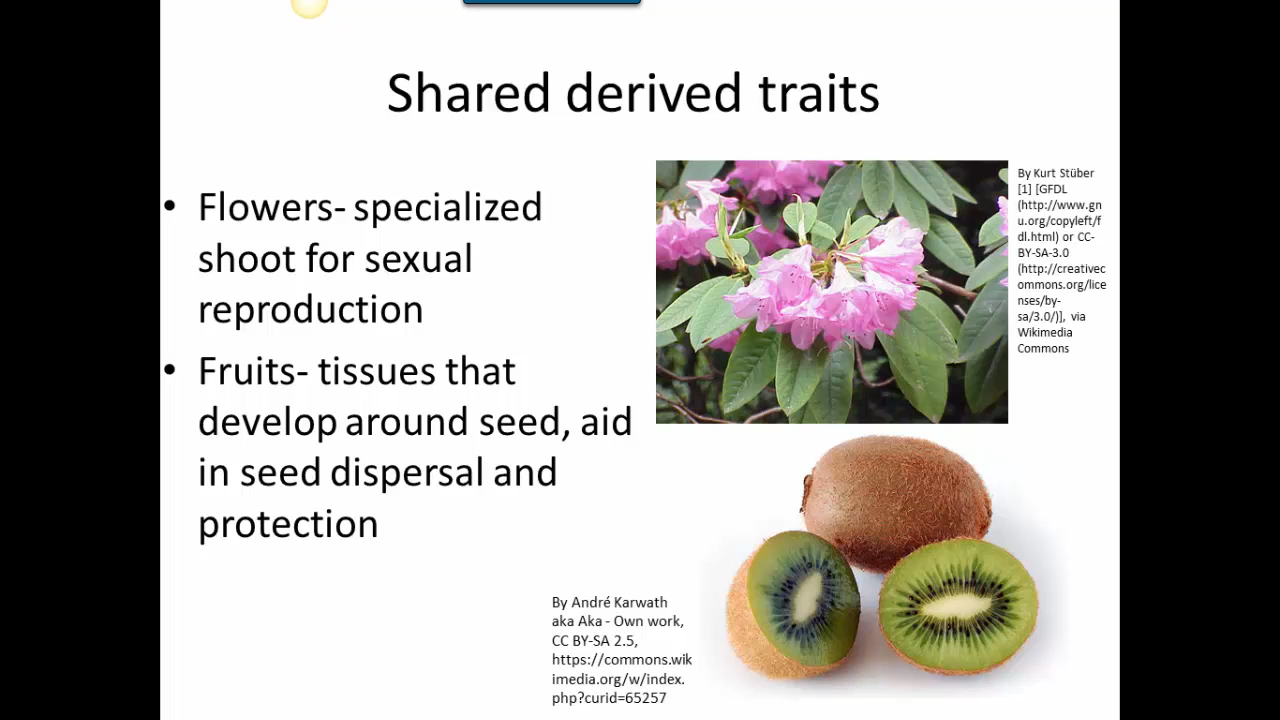 Shared derived traits
• Flowers- specialized
shoot for sexual
reproduction
• Fruits- tissues that
develop around seed, aid
in seed dispersal and
protection
By Kurt Stüber
[1] [GFDL
(http://www.gn
u.org/copyleft/f
dl.html) or CC-
BY-SA-3.0
(http://creativec
ommons.org/lice
nses/by-
sa/3.0/)], via
Wikimedia
Commons
By André Karwath
aka Aka - Own work,
CC BY-SA 2.5,
https://commons.wik
imedia.org/w/index.
php?curid=65257